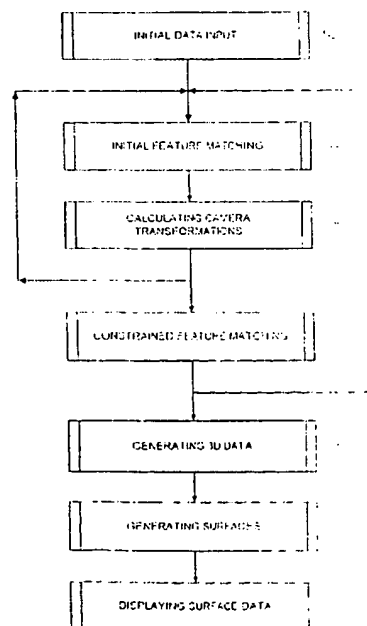 INITIAL DATA INPUT
INITIAL FEATURE MATCHING
CALCULATING CAMERA
TRANSFORMATIONS
CONSTRAINED FEATURE MATCHING
GENERATING 3D DATA
GENERATING SURFACES
DISPLAYING SURFACE DATA